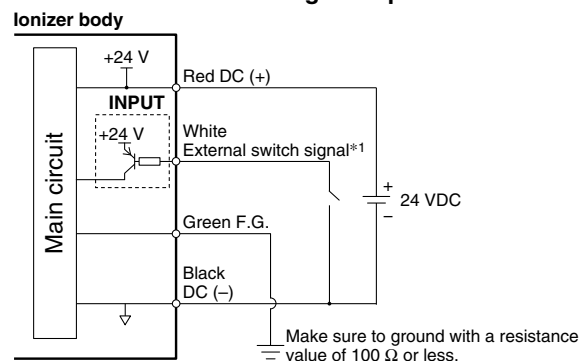 Ionizer body
+24 V
Red DC (+)
INPUT
+24 V
White
External switch signal*1
Main circuit
+
24 VDC
–
Green F.G.
Black
DC (–)
Make sure to ground with a resistance
value of 100 Ω or less.